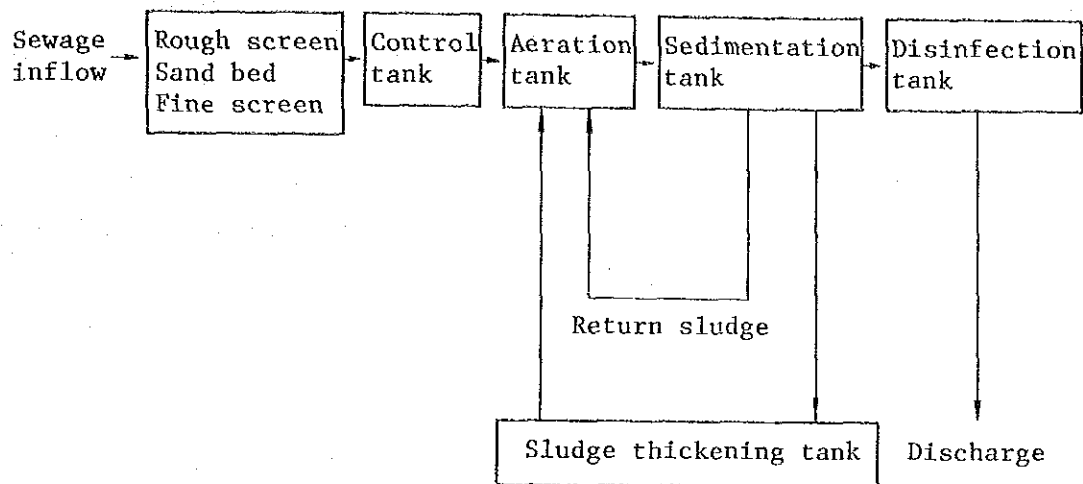 Sewage
inflow
Rough screen
Sand bed
Fine screen
Control
tank
Aeration
tank
Sedimentation
tank
Disinfection
tank
Return sludge
Sludge thickening tank
Discharge